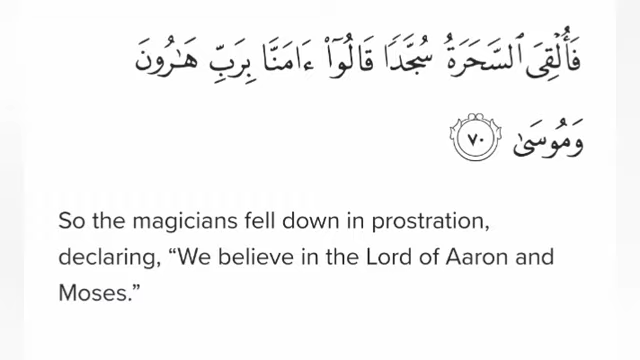 فَأُلْقِىَ ٱلسَّحَرَةُ سُجَّدًا قَالُوٓا۟ ءَامَنَّا بِرَبِّ هَـٰرُونَ
وَمُوسَىٰ ٧٠
So the magicians fell down in prostration,
declaring, “We believe in the Lord of Aaron and
Moses.”